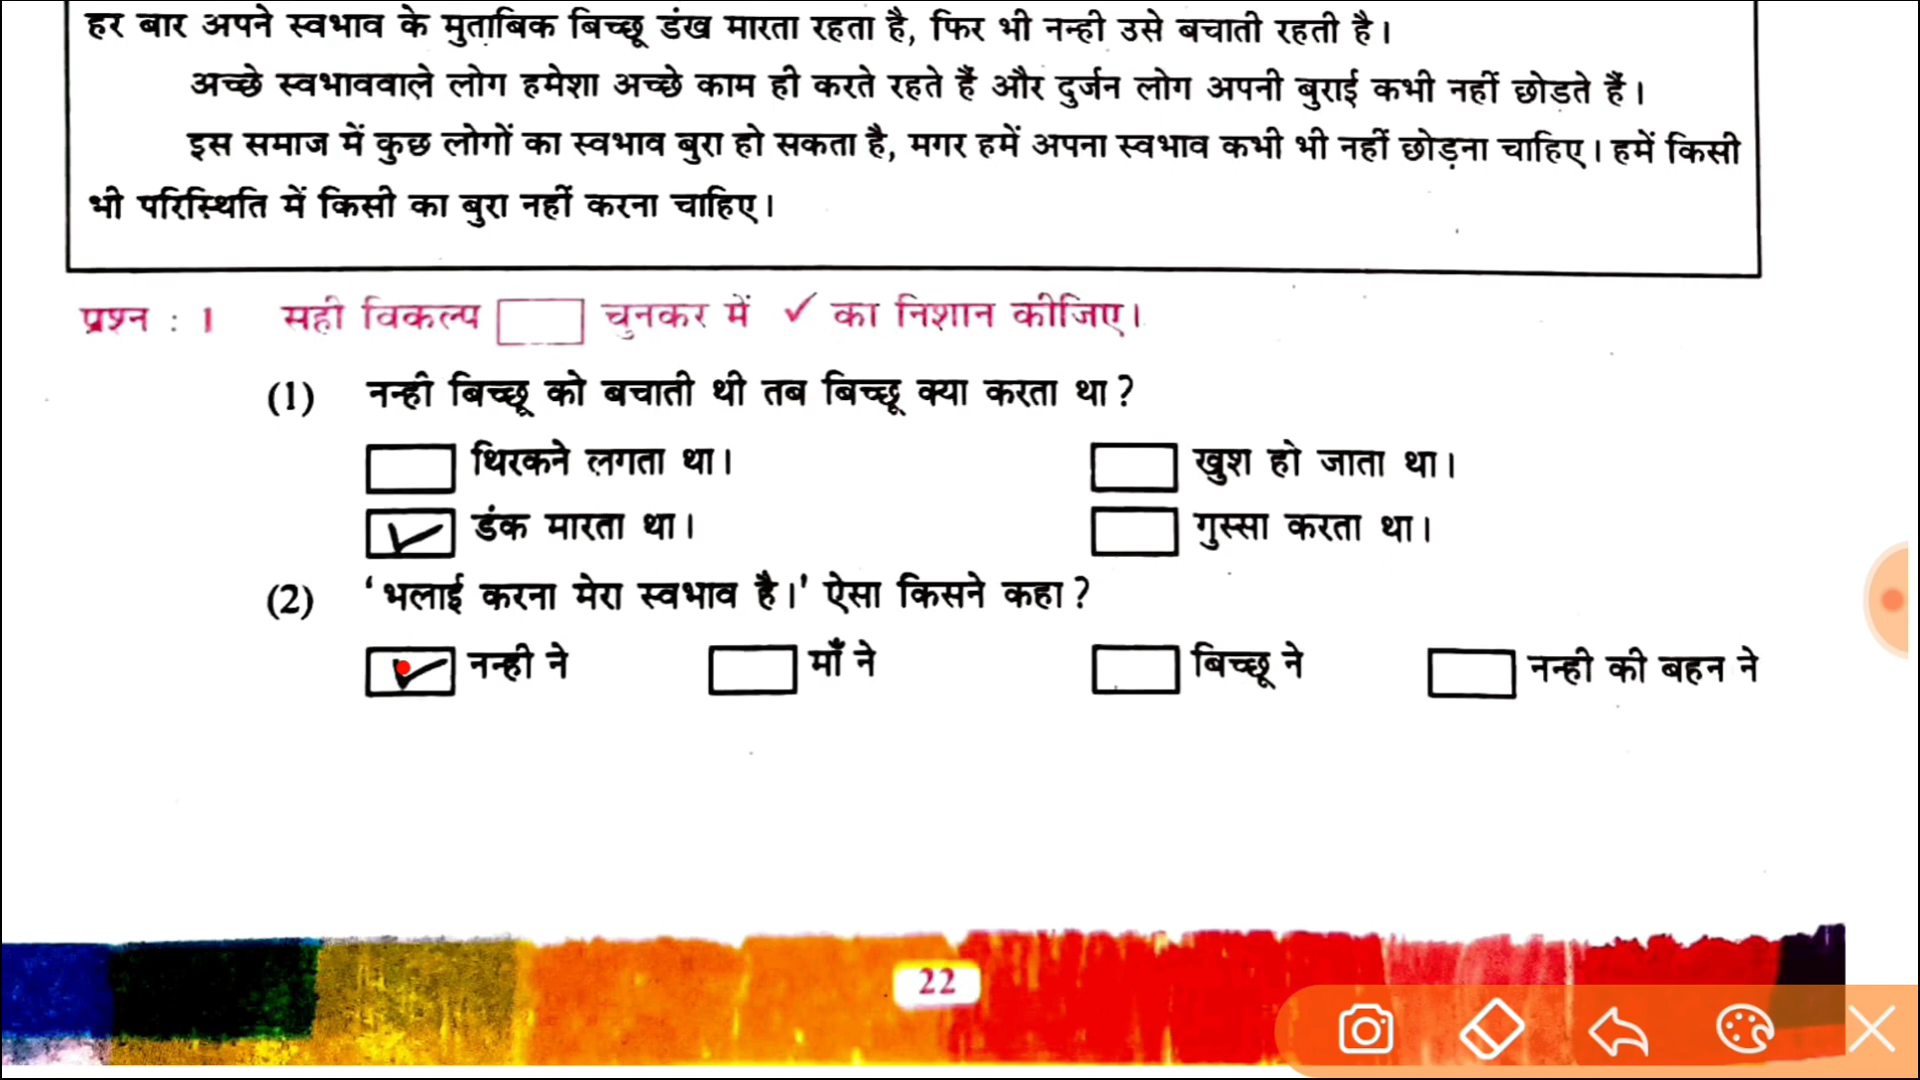 हर बार अपने स्वभाव के मुताबिक बिच्छू डंख मारता रहता है, फिर भी नन्ही उसे बचाती रहती है।
अच्छे स्वभाववाले लोग हमेशा अच्छे काम ही करते रहते हैं और दुर्जन लोग अपनी बुराई कभी नहीं छोडते हैं।
इस समाज में कुछ लोगों का स्वभाव बुरा हो सकता है, मगर हमें अपना स्वभाव कभी भी नहीं छोड़ना चाहिए। हमें किसी
भी परिस्थिति में किसी का बुरा नहीं करना चाहिए।
प्रश्न : 1 सही विकल्प चुनकर में ✓ का निशान कीजिए।
(1) नन्ही बिच्छू को बचाती थी तब बिच्छू क्या करता था?
थिरकने लगता था। खुश हो जाता था।
✓ डंक मारता था। गुस्सा करता था।
(2) 'भलाई करना मेरा स्वभाव है।' ऐसा किसने कहा?
✓ नन्ही ने माँ ने बिच्छू ने नन्ही की बहन ने
22